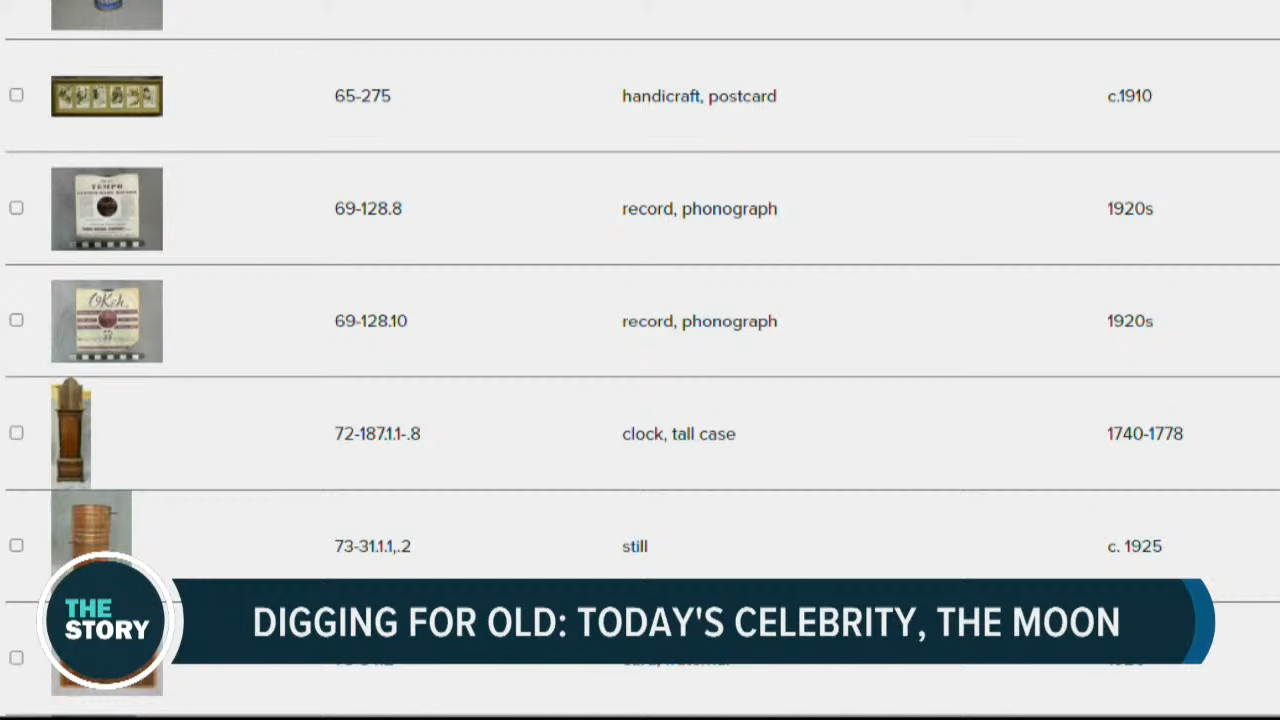 65-275 handicraft, postcard c.1910
TEMPO
69-128.8 record, phonograph 1920s
OKeh
69-128.10 record, phonograph 1920s
72-187.1.1-.8 clock, tall case 1740-1778
73-31.1.1,.2 still c. 1925
THE
STORY
DIGGING FOR OLD: TODAY'S CELEBRITY, THE MOON